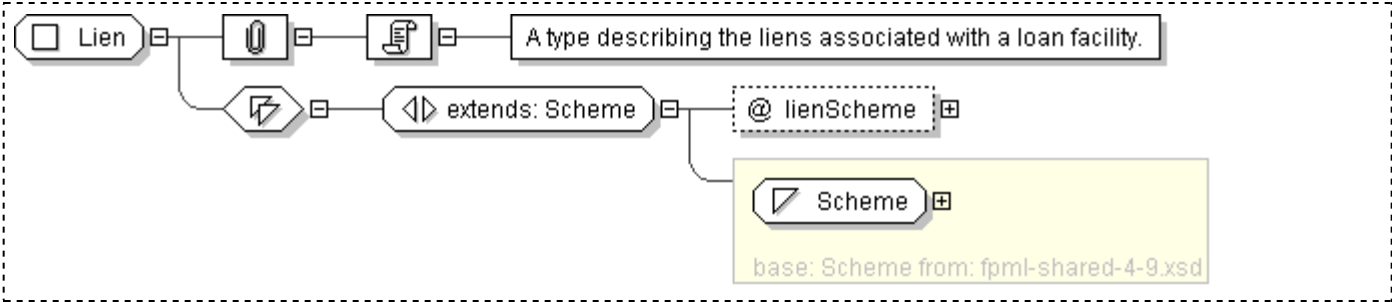 Lien
A type describing the liens associated with a loan facility.
extends: Scheme
@ lienScheme
Scheme
base: Scheme from: fpml-shared-4-9.xsd